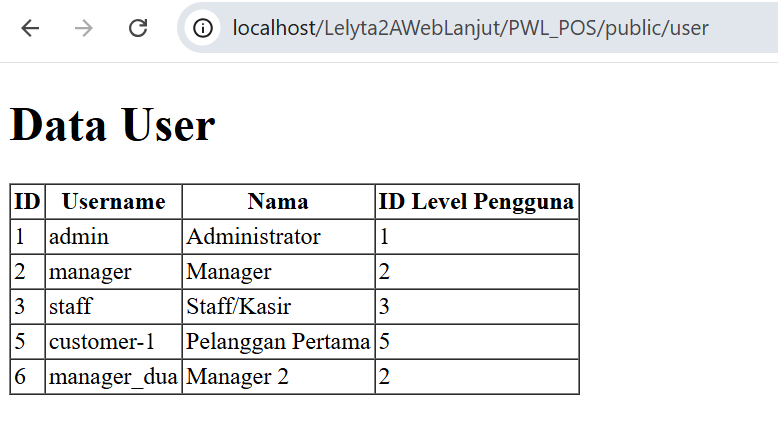 localhost/Lelyta2AWebLanjut/PWL_POS/public/user
Data User
ID Username Nama ID Level Pengguna
1 admin Administrator 1
2 manager Manager 2
3 staff Staff/Kasir 3
5 customer-1 Pelanggan Pertama 5
6 manager_dua Manager 2 2